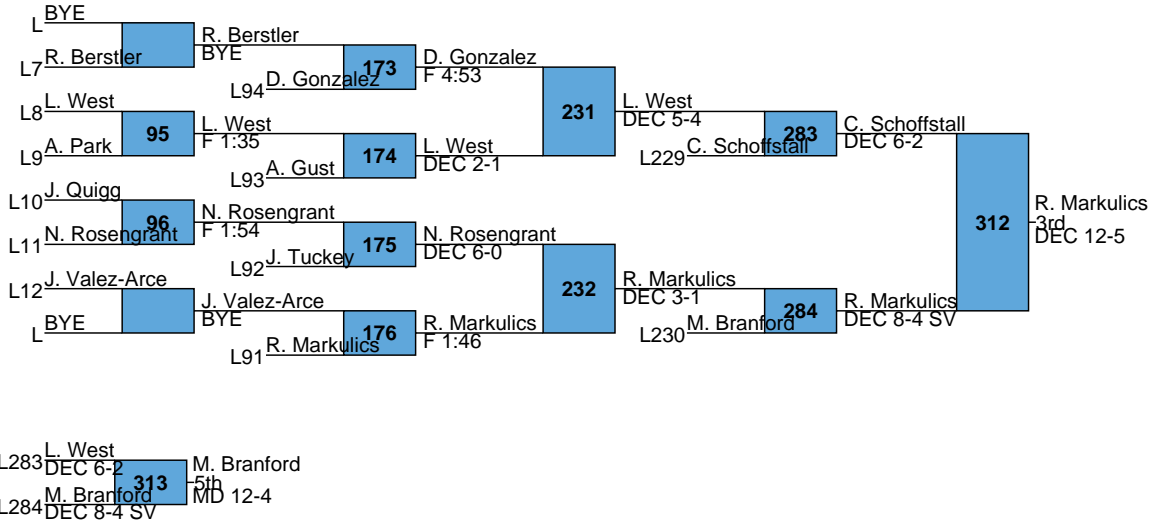 BYE
L
R. Berstler
BYE
L7
R. Berstler
173
D. Gonzalez
F 4:53
L94
D. Gonzalez
231
L. West
DEC 5-4
L8
L. West
95
L. West
F 1:35
L9
A. Park
174
L. West
DEC 2-1
L93
A. Gust
283
C. Schoffstall
DEC 6-2
L229
C. Schoffstall
L10
J. Quigg
96
N. Rosengrant
F 1:54
L11
N. Rosengrant
175
N. Rosengrant
DEC 6-0
L92
J. Tuckey
312
R. Markulics
3rd
DEC 12-5
232
R. Markulics
DEC 3-1
L12
J. Valez-Arce
J. Valez-Arce
BYE
L
BYE
176
R. Markulics
F 1:46
L91
R. Markulics
284
R. Markulics
DEC 8-4 SV
L230
M. Branford
L283
L. West
DEC 6-2
313
M. Branford
5th
MD 12-4
L284
M. Branford
DEC 8-4 SV